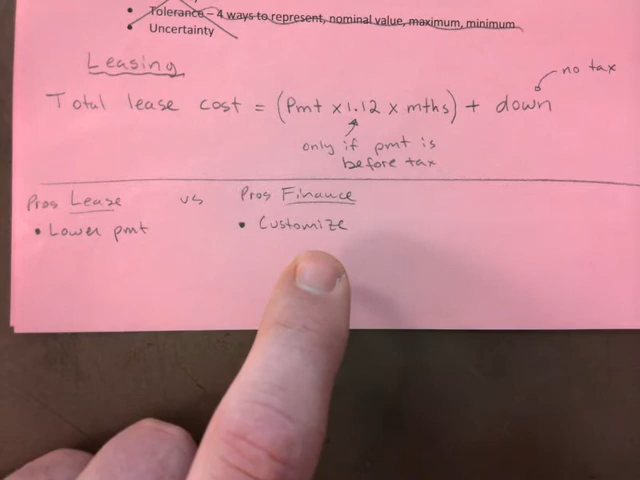 • Tolerance – 4 ways to represent, nominal value, maximum, minimum
• Uncertainty
Leasing
no tax
Total lease cost = (Pmt x 1.12 x mths) + down
only if pmt is
before tax
Pros Lease vs Pros Finance
• Lower pmt • Customize